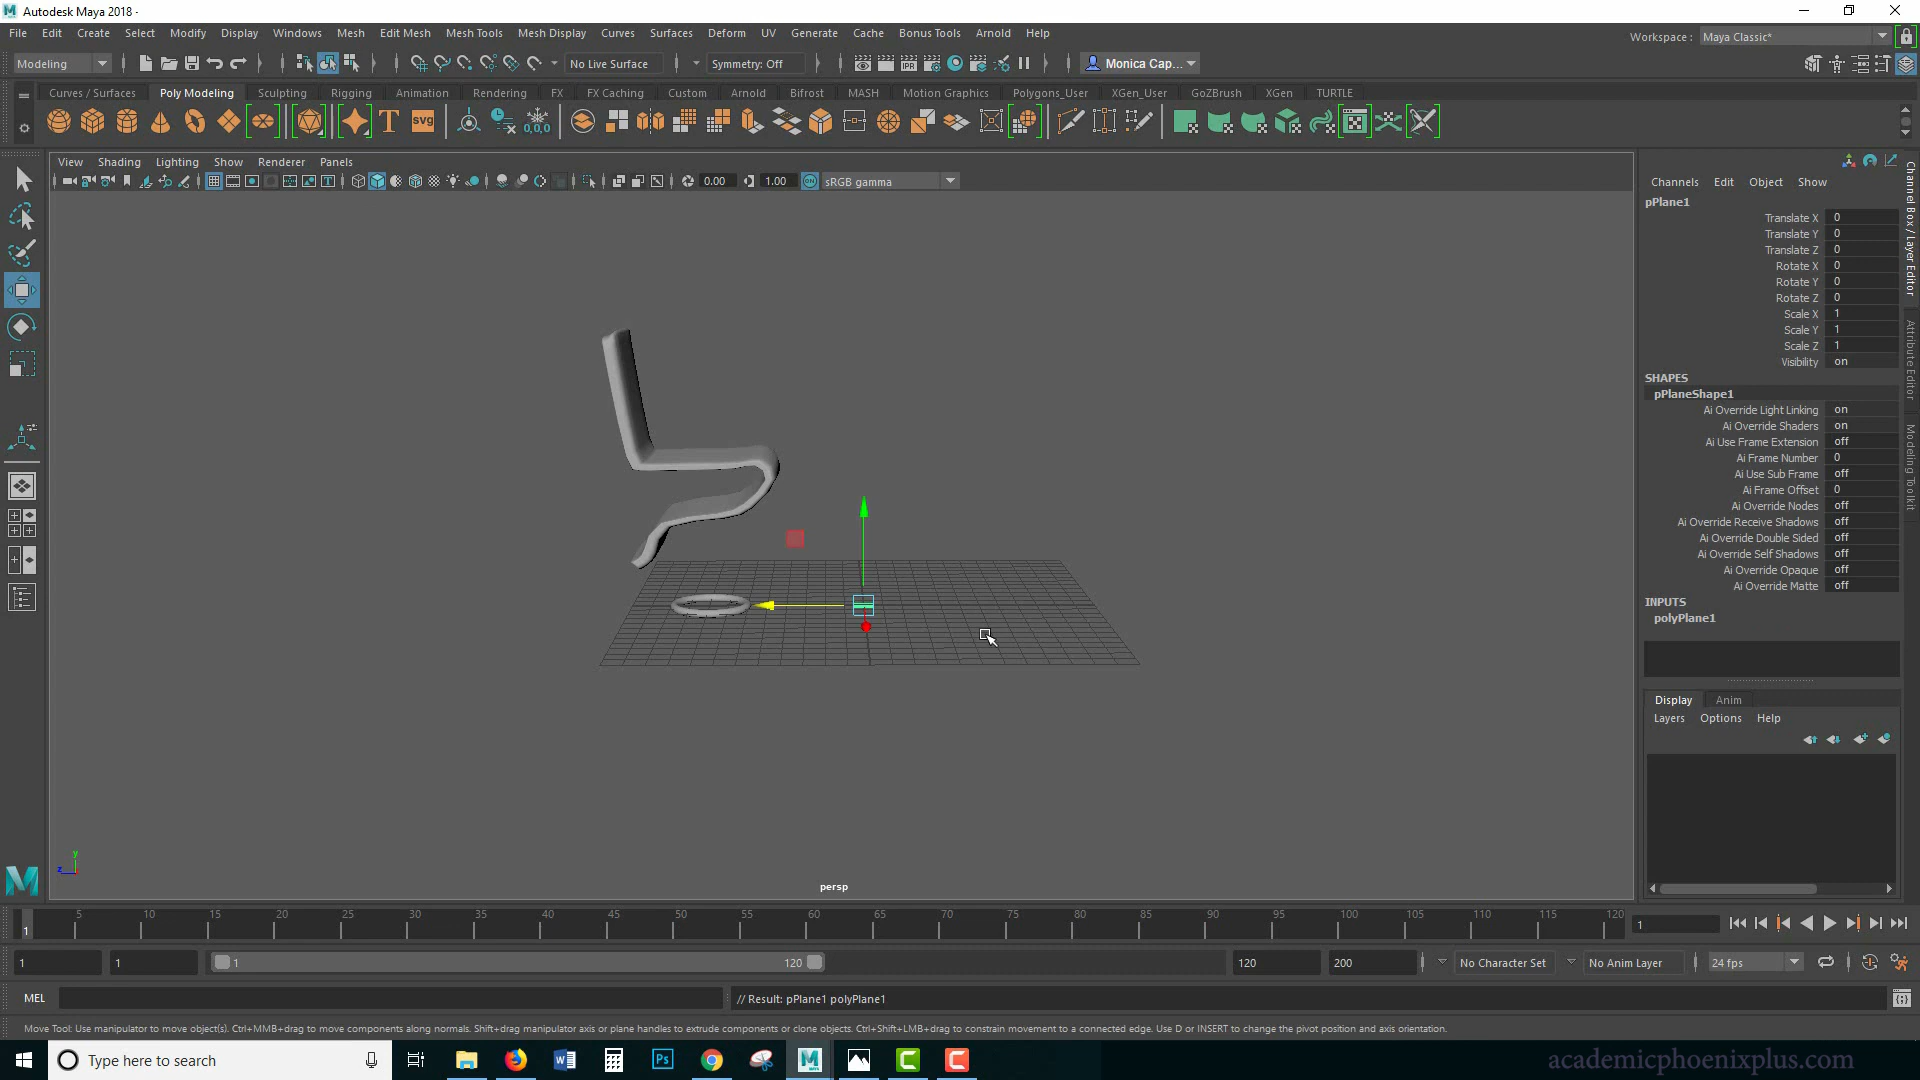 Autodesk Maya 2018 -
File Edit Create Select Modify Display Windows Mesh Edit Mesh Mesh Tools Mesh Display Curves Surfaces Deform UV Generate Cache Bonus Tools Arnold Help
Workspace : Maya Classic*
Modeling No Live Surface Symmetry: Off Monica Cap...
Curves / Surfaces Poly Modeling Sculpting Rigging Animation Rendering FX FX Caching Custom Arnold Bifrost MASH Motion Graphics Polygons_User XGen_User GoZBrush XGen TURTLE
T svg 0,0,0
View Shading Lighting Show Renderer Panels
0.00 1.00 sRGB gamma
Channels Edit Object Show
pPlane1
Translate X 0
Translate Y 0
Translate Z 0
Rotate X 0
Rotate Y 0
Rotate Z 0
Scale X 1
Scale Y 1
Scale Z 1
Visibility on
SHAPES
pPlaneShape1
Ai Override Light Linking on
Ai Override Shaders on
Ai Use Frame Extension off
Ai Frame Number 0
Ai Use Sub Frame off
Ai Frame Offset 0
Ai Override Nodes off
Ai Override Receive Shadows off
Ai Override Double Sided off
Ai Override Self Shadows off
Ai Override Opaque off
Ai Override Matte off
INPUTS
polyPlane1
Display Anim
Layers Options Help
Channel Box / Layer Editor
Attribute Editor
Modeling Toolkit
y
z
persp
5 10 15 20 25 30 35 40 45 50 55 60 65 70 75 80 85 90 95 100 105 110 115 120
1 1
1 1 1 120 120 200 No Character Set No Anim Layer 24 fps
MEL // Result: pPlane1 polyPlane1
Move Tool: Use manipulator to move object(s). Ctrl+MMB+drag to move components along normals. Shift+drag manipulator axis or plane handles to extrude components or clone objects. Ctrl+Shift+LMB+drag to constrain movement to a connected edge. Use D or INSERT to change the pivot position and axis orientation.
Type here to search
academicphoenixplus.com